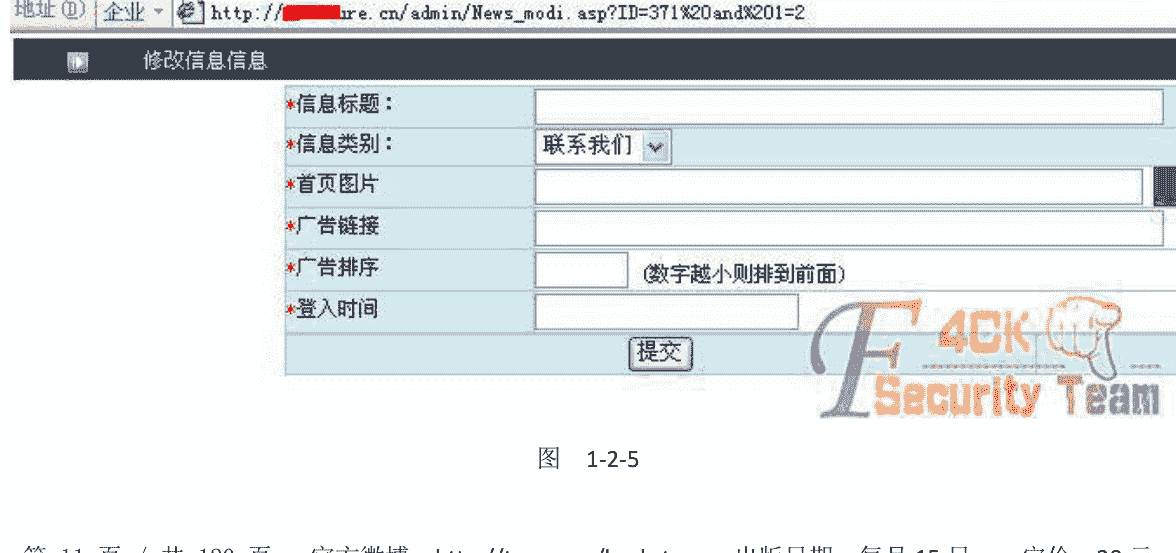 地址(D) 企业 http://ure.cn/admin/News_modi.asp?ID=371%20and%201=2
修改信息信息
*信息标题：
*信息类别： 联系我们
*首页图片
*广告链接
*广告排序 (数字越小则排到前面)
*登入时间
提交
F4CK
Security Team
图 1-2-5